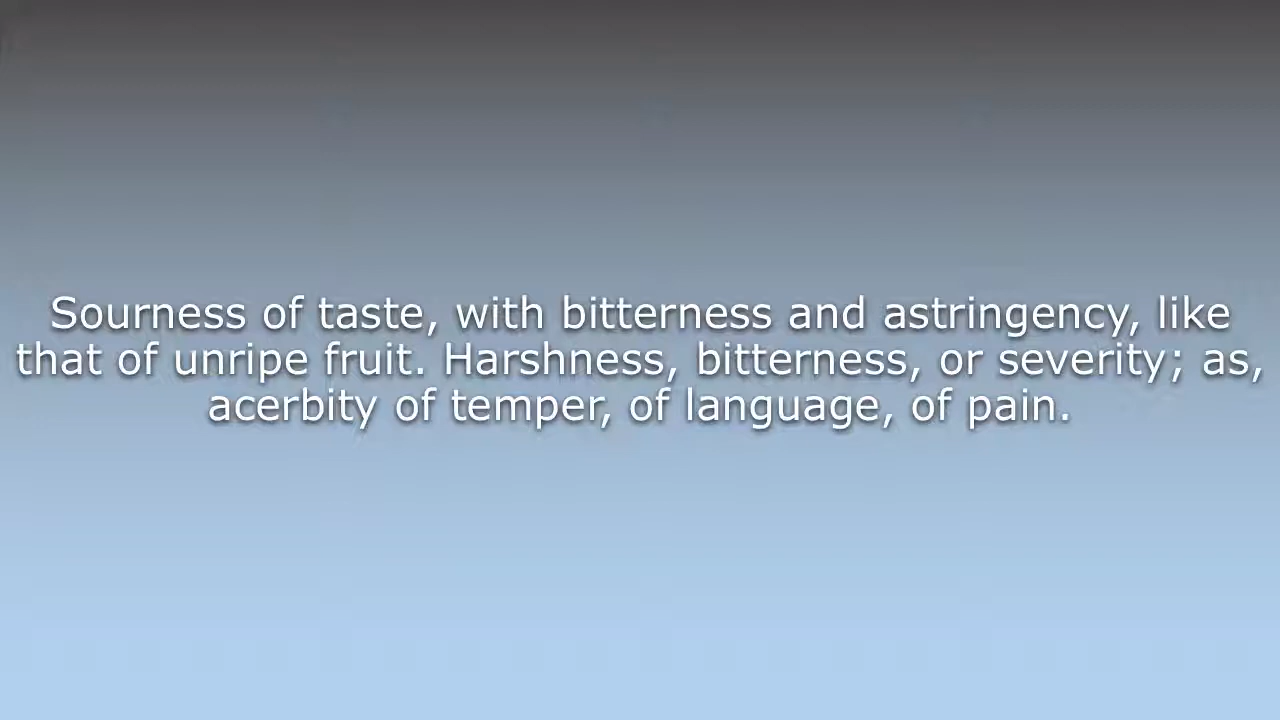 Sourness of taste, with bitterness and astringency, like
that of unripe fruit. Harshness, bitterness, or severity; as,
acerbity of temper, of language, of pain.